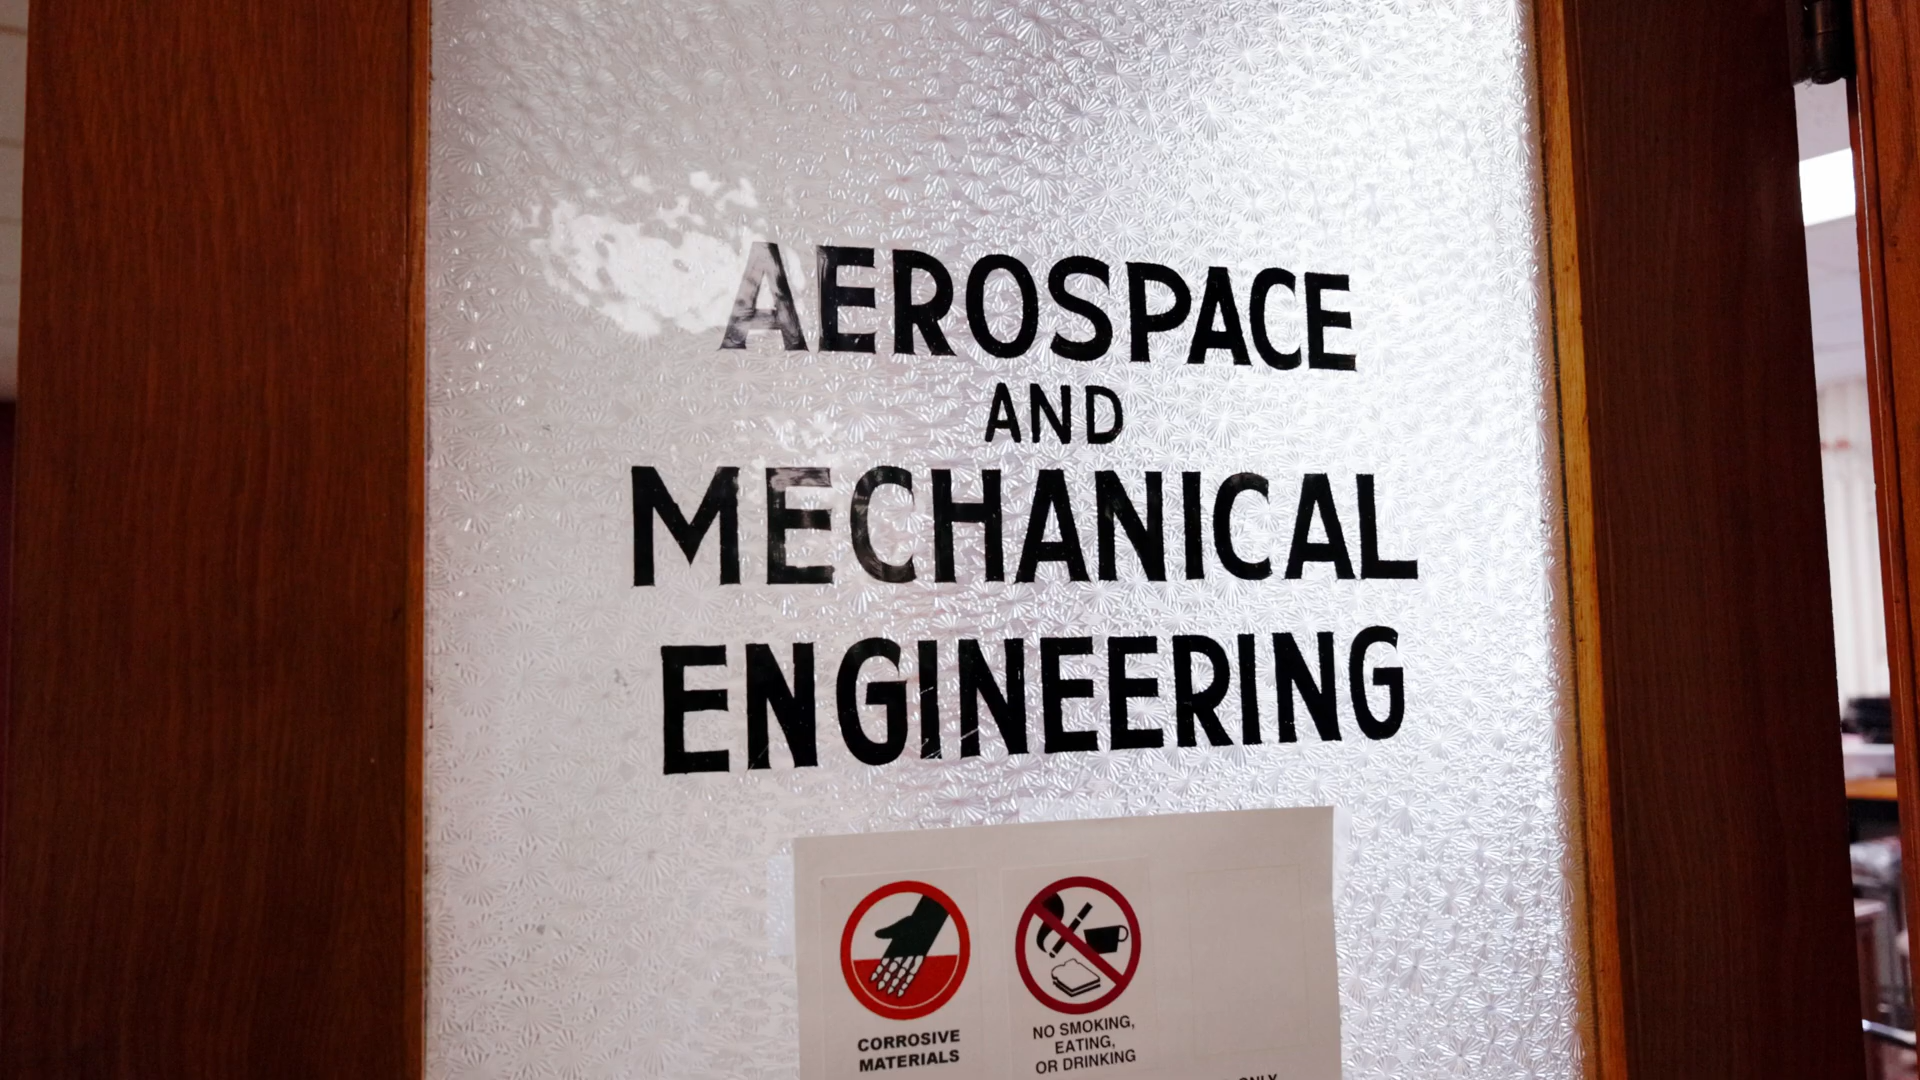 AEROSPACE
AND
MECHANICAL
ENGINEERING
CORROSIVE
MATERIALS
NO SMOKING,
EATING,
OR DRINKING